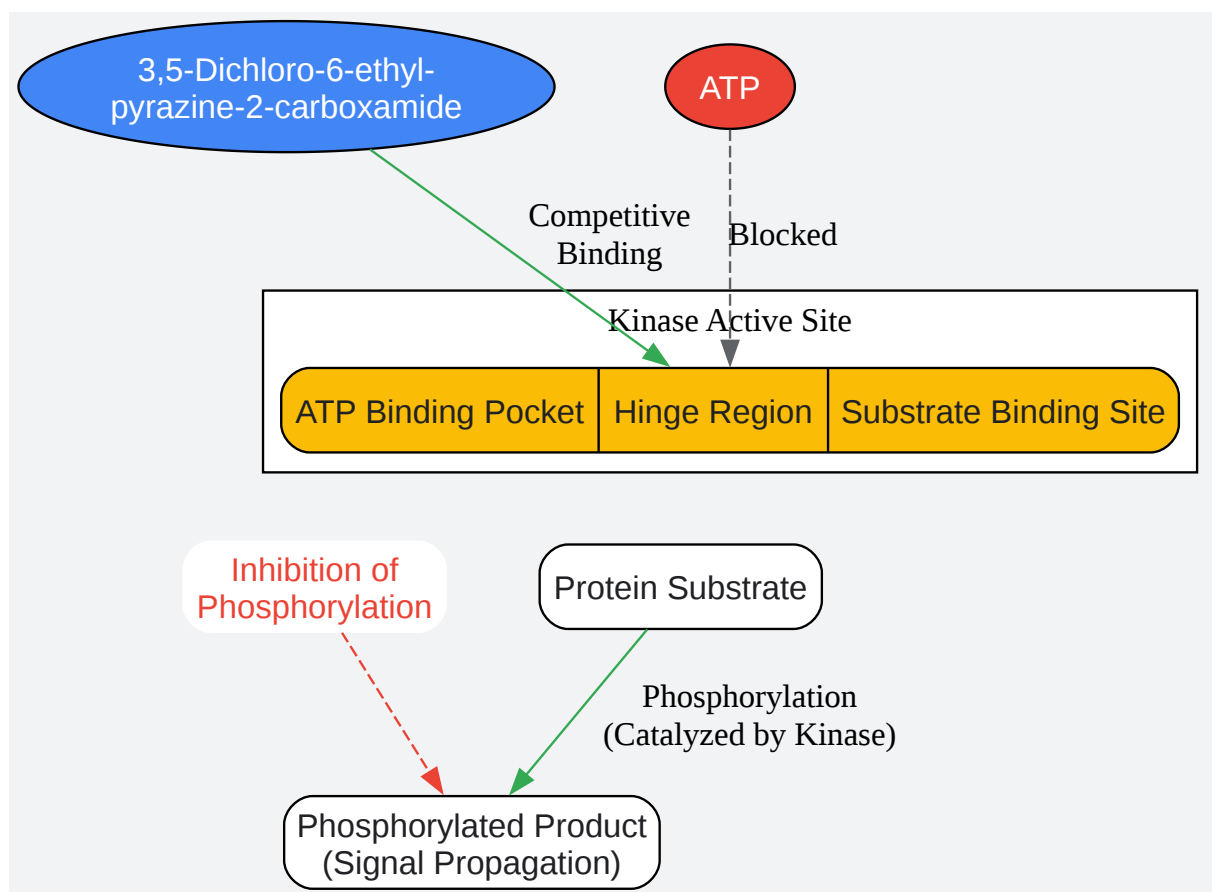 3,5-Dichloro-6-ethyl-
pyrazine-2-carboxamide
ATP
Competitive
Binding
Blocked
Kinase Active Site
ATP Binding Pocket
Hinge Region
Substrate Binding Site
Inhibition of
Phosphorylation
Protein Substrate
Phosphorylation
(Catalyzed by Kinase)
Phosphorylated Product
(Signal Propagation)